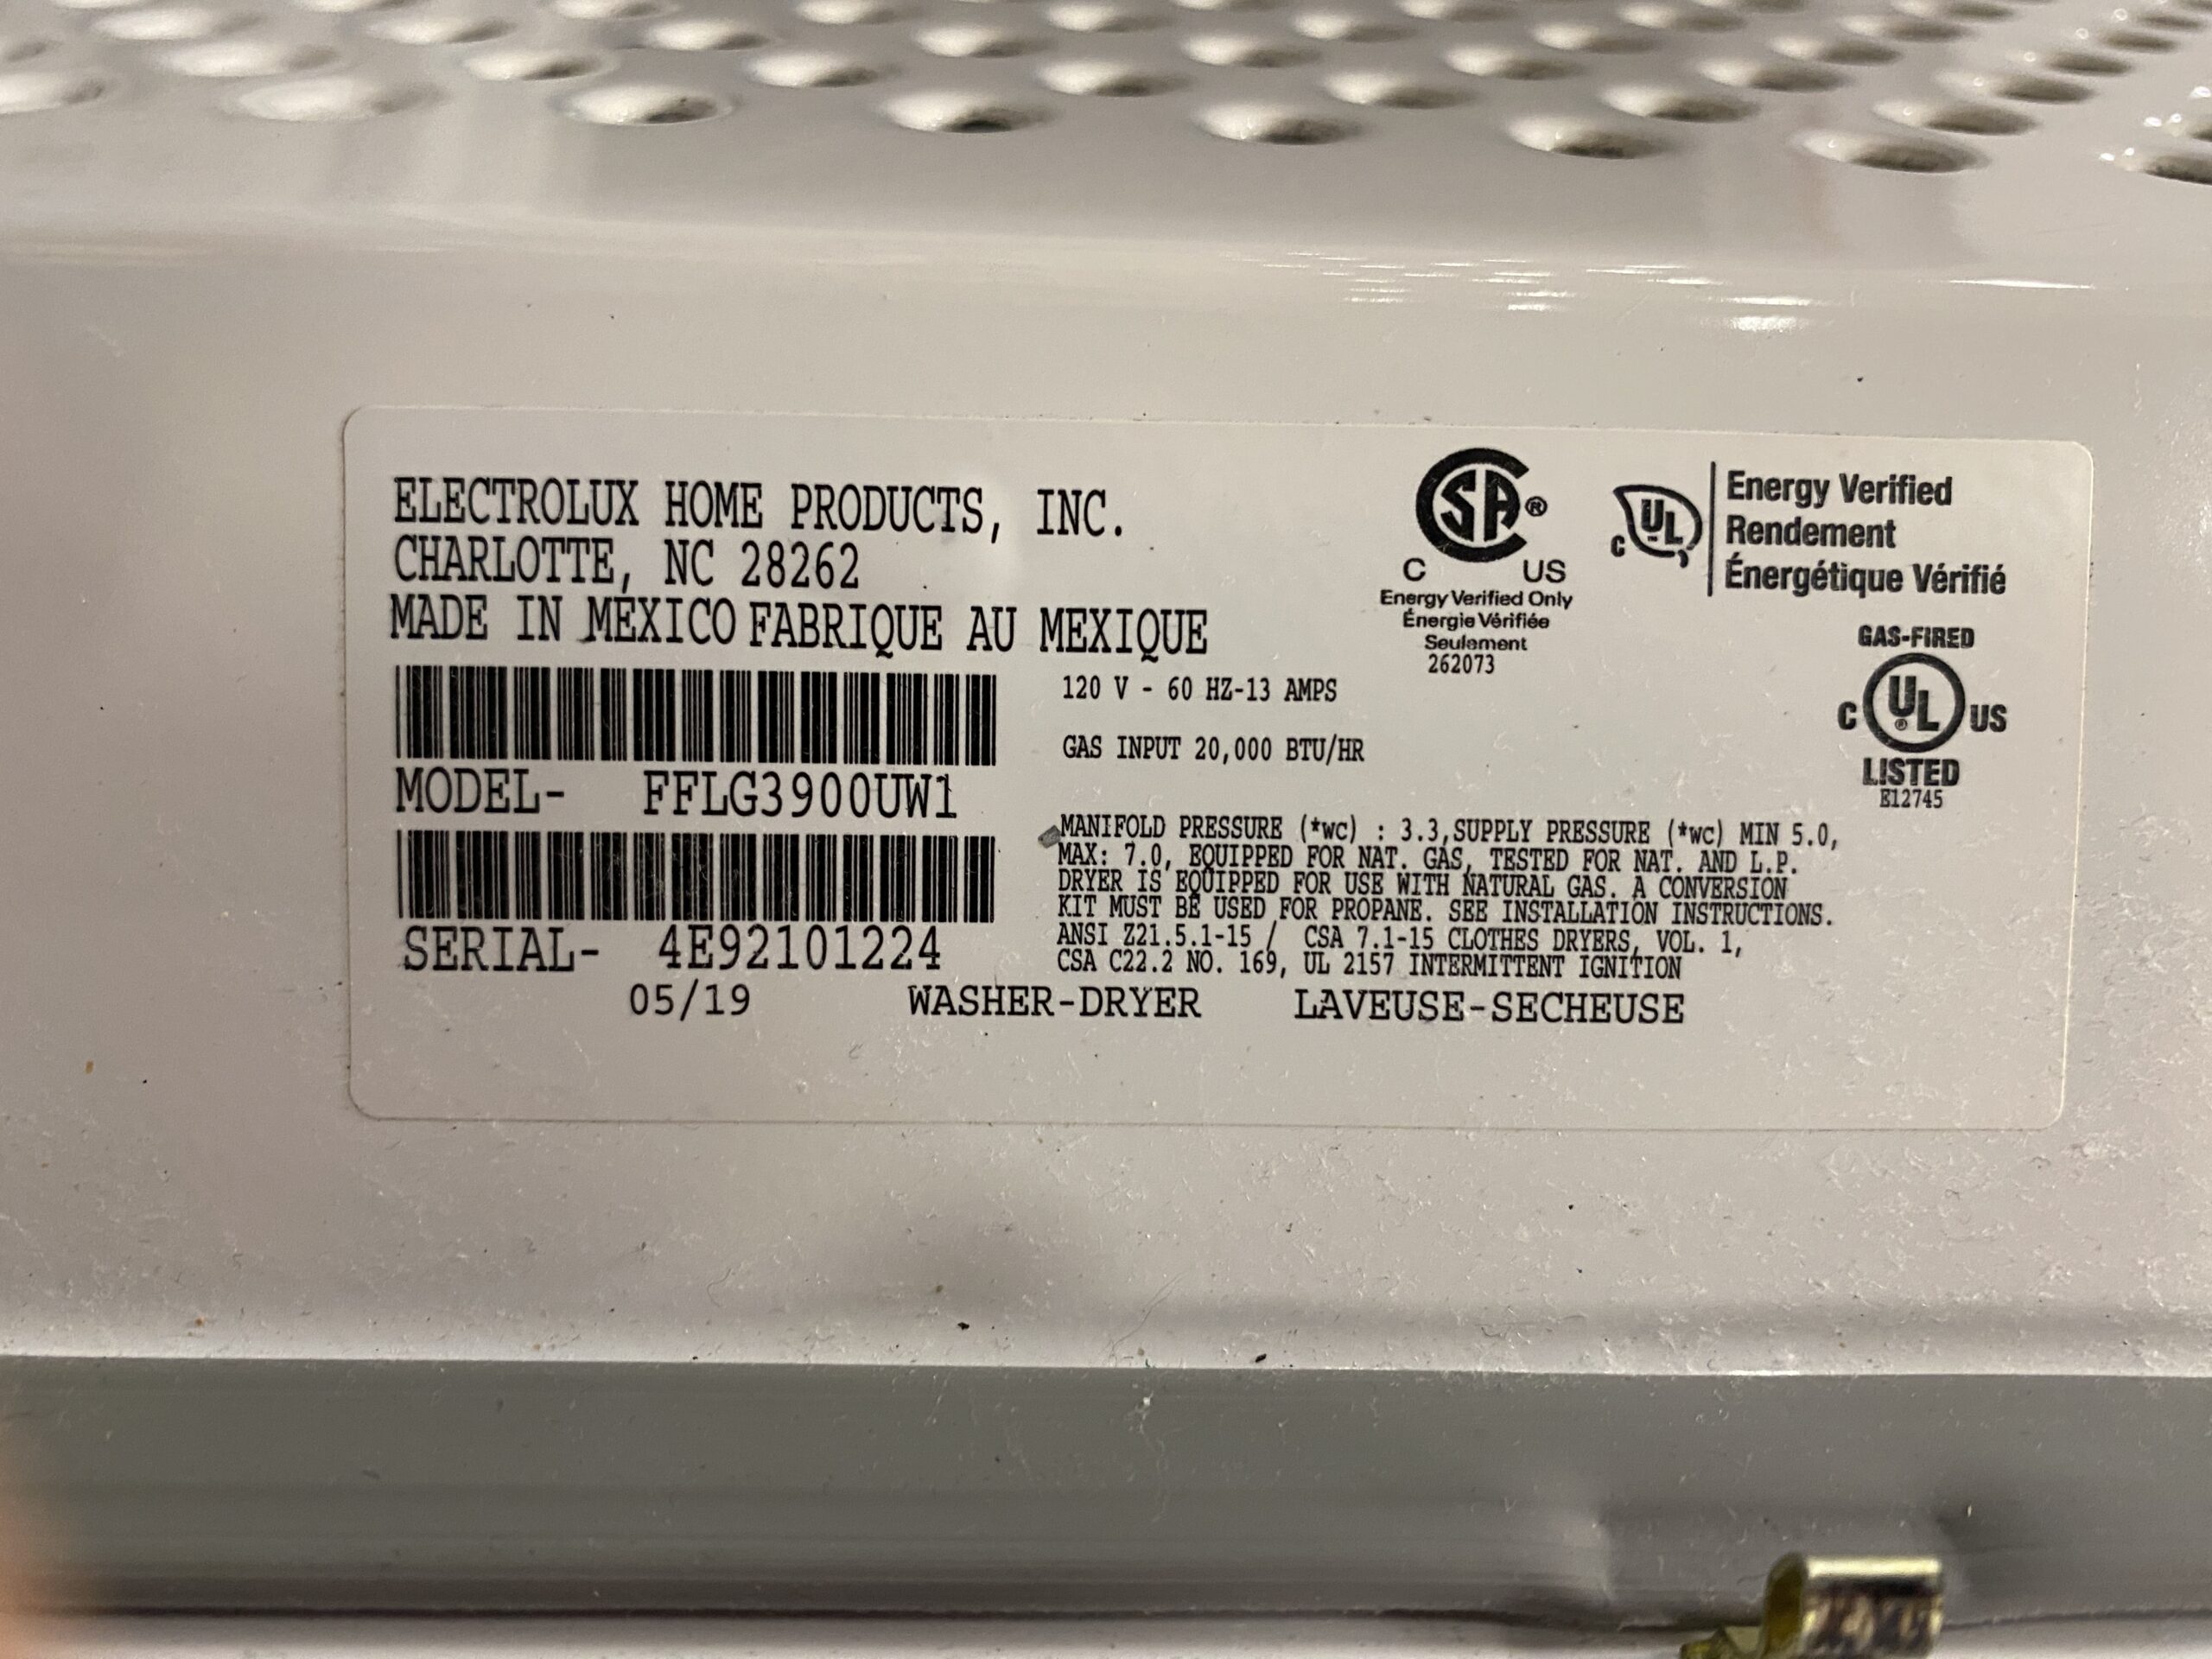 ELECTROLUX HOME PRODUCTS, INC.
CHARLOTTE, NC 28262
MADE IN MEXICO FABRIQUE AU MEXIQUE
MODEL- FFLG3900UW1
SERIAL- 4E92101224
05/19 WASHER-DRYER LAVEUSE-SECHEUSE
SA®
C US
Energy Verified Only
Énergie Vérifiée
Seulement
262073
C UL
Energy Verified
Rendement
Énergétique Vérifié
GAS-FIRED
C UL® US
LISTED
E12745
120 V - 60 HZ-13 AMPS
GAS INPUT 20,000 BTU/HR
MANIFOLD PRESSURE (*wc) : 3.3,SUPPLY PRESSURE (*wc) MIN 5.0,
MAX: 7.0, EQUIPPED FOR NAT. GAS, TESTED FOR NAT. AND L.P.
DRYER IS EQUIPPED FOR USE WITH NATURAL GAS. A CONVERSION
KIT MUST BE USED FOR PROPANE. SEE INSTALLATION INSTRUCTIONS.
ANSI Z21.5.1-15 / CSA 7.1-15 CLOTHES DRYERS, VOL. 1,
CSA C22.2 NO. 169, UL 2157 INTERMITTENT IGNITION